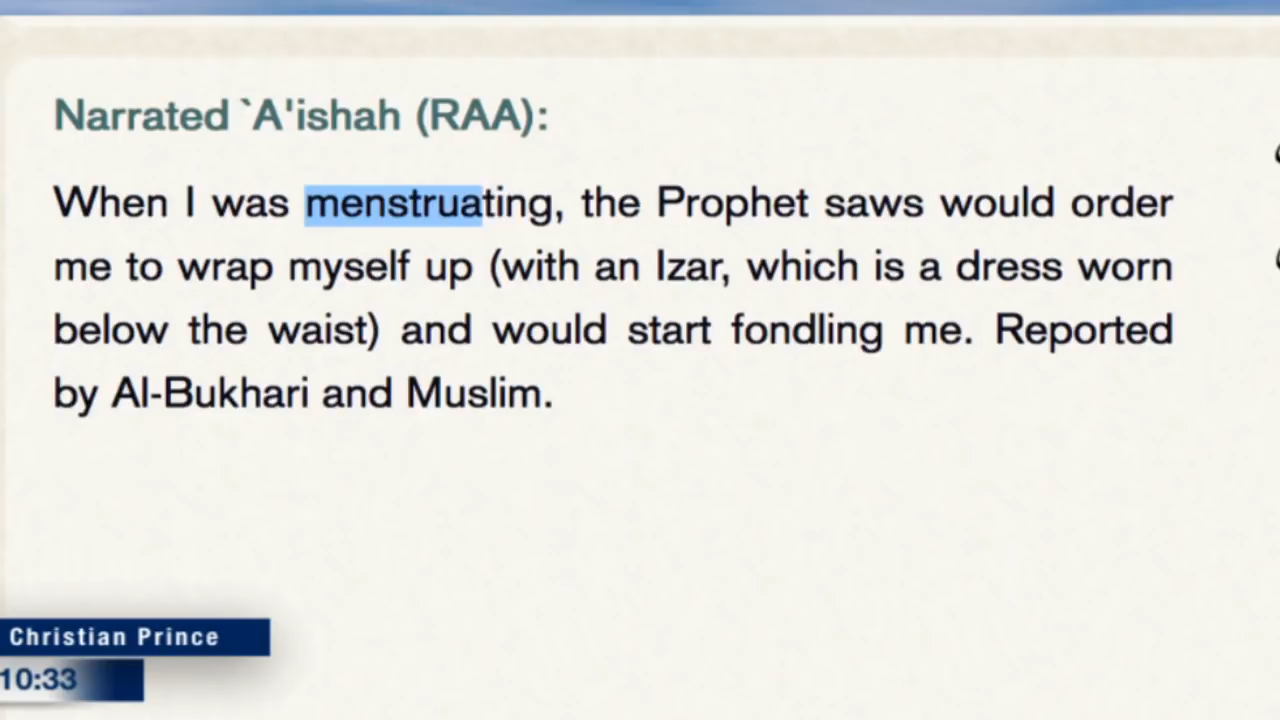 Narrated `A'ishah (RAA):
When I was menstruating, the Prophet saws would order
me to wrap myself up (with an Izar, which is a dress worn
below the waist) and would start fondling me. Reported
by Al-Bukhari and Muslim.
Christian Prince
10:33